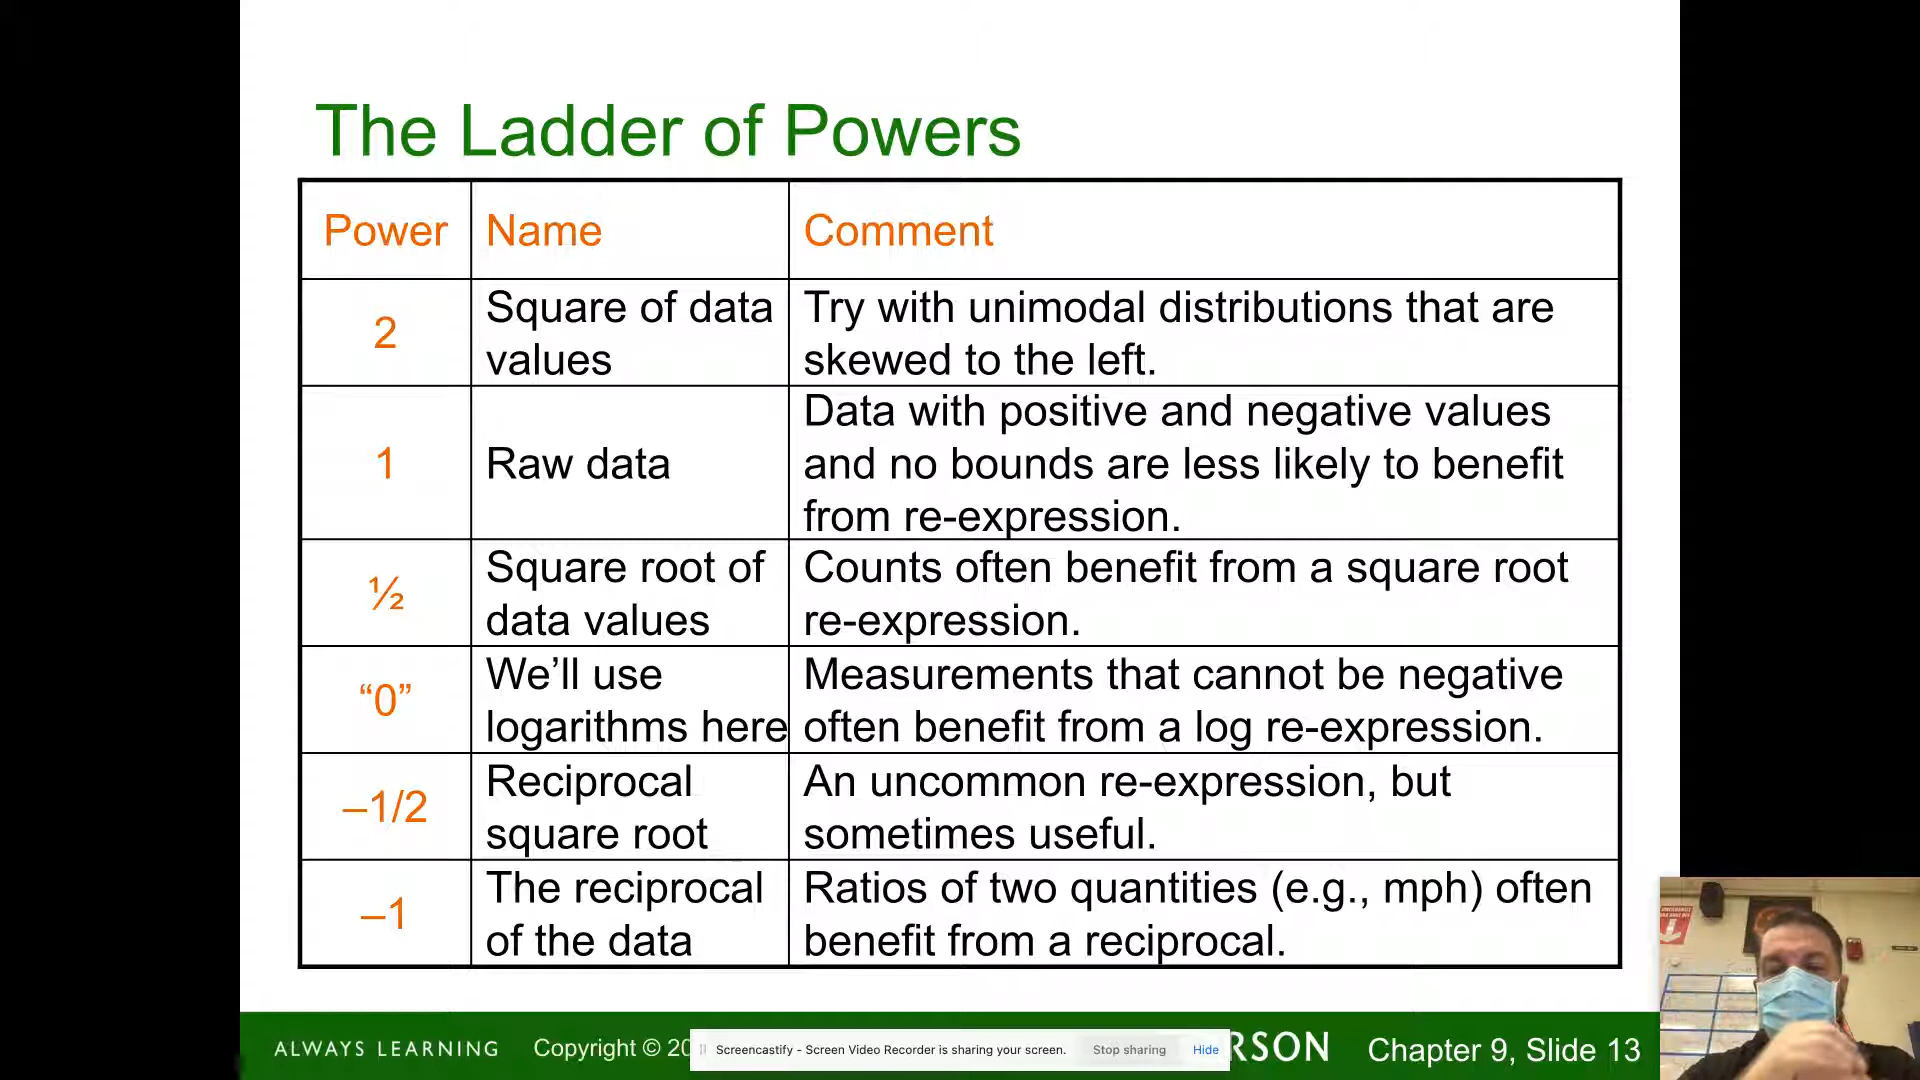 The Ladder of Powers
Power Name Comment
2
Square of data
values
Try with unimodal distributions that are
skewed to the left.
1
Raw data
Data with positive and negative values
and no bounds are less likely to benefit
from re-expression.
½
Square root of
data values
Counts often benefit from a square root
re-expression.
“0”
We’ll use
logarithms here
Measurements that cannot be negative
often benefit from a log re-expression.
–1/2
Reciprocal
square root
An uncommon re-expression, but
sometimes useful.
–1
The reciprocal
of the data
Ratios of two quantities (e.g., mph) often
benefit from a reciprocal.
ALWAYS LEARNING
Copyright © 20
Screencastify - Screen Video Recorder is sharing your screen.
Stop sharing
Hide
RSON
Chapter 9, Slide 13